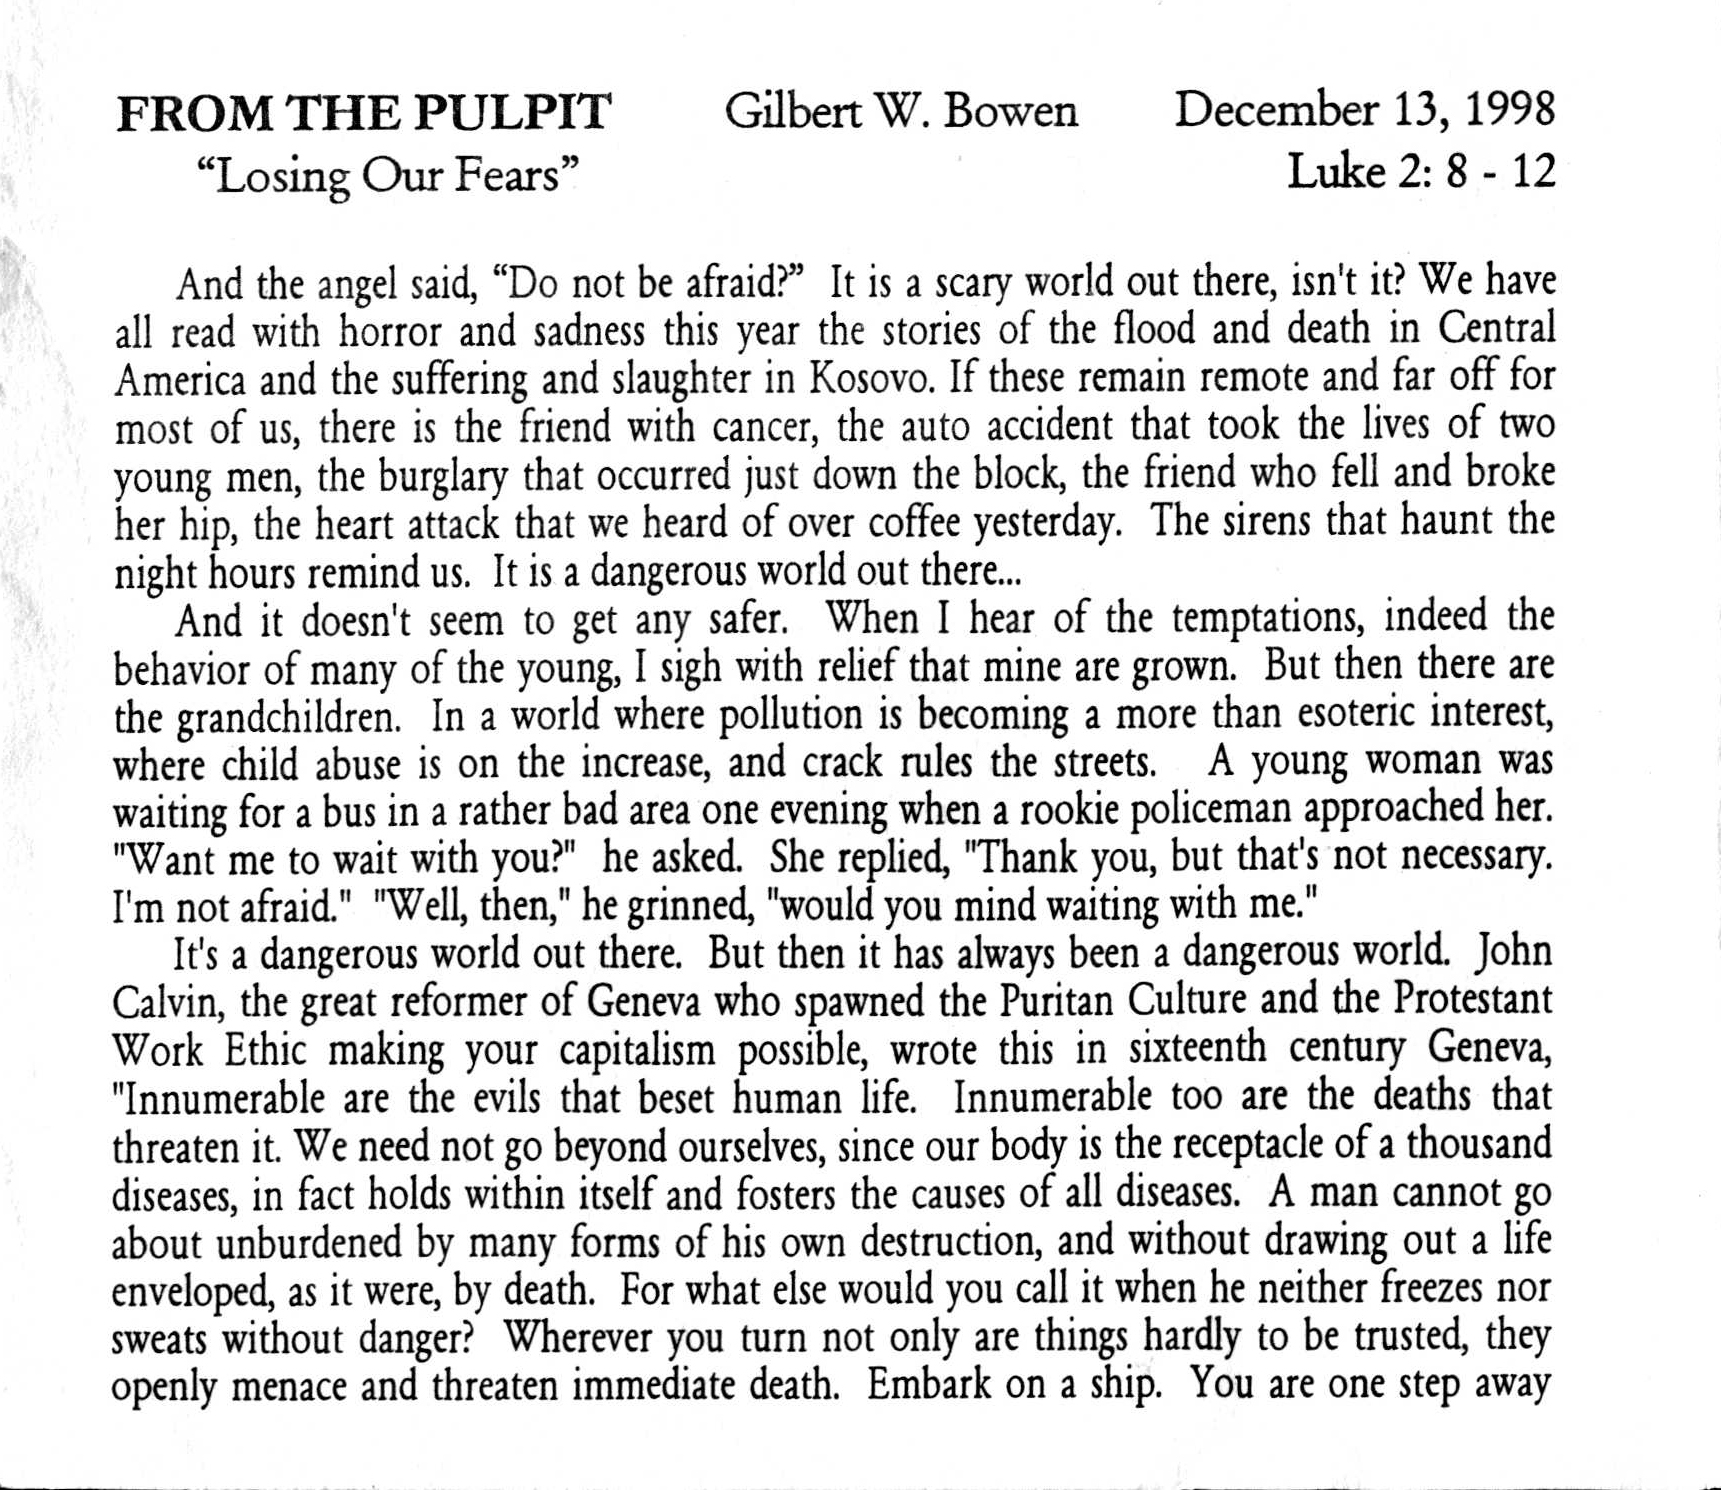 FROM THE PULPIT Gilbert W. Bowen December 13, 1998
“Losing Our Fears” Luke 2: 8 - 12
And the angel said, “Do not be afraid?” It is a scary world out there, isn't it? We have
all read with horror and sadness this year the stories of the flood and death in Central
America and the suffering and slaughter in Kosovo. If these remain remote and far off for
most of us, there is the friend with cancer, the auto accident that took the lives of two
young men, the burglary that occurred just down the block, the friend who fell and broke
her hip, the heart attack that we heard of over coffee yesterday. The sirens that haunt the
night hours remind us. It is a dangerous world out there...
And it doesn't seem to get any safer. When I hear of the temptations, indeed the
behavior of many of the young, I sigh with relief that mine are grown. But then there are
the grandchildren. In a world where pollution is becoming a more than esoteric interest,
where child abuse is on the increase, and crack rules the streets. A young woman was
waiting for a bus in a rather bad area one evening when a rookie policeman approached her.
"Want me to wait with you?" he asked. She replied, "Thank you, but that's not necessary.
I'm not afraid." "Well, then," he grinned, "would you mind waiting with me."
It's a dangerous world out there. But then it has always been a dangerous world. John
Calvin, the great reformer of Geneva who spawned the Puritan Culture and the Protestant
Work Ethic making your capitalism possible, wrote this in sixteenth century Geneva,
"Innumerable are the evils that beset human life. Innumerable too are the deaths that
threaten it. We need not go beyond ourselves, since our body is the receptacle of a thousand
diseases, in fact holds within itself and fosters the causes of all diseases. A man cannot go
about unburdened by many forms of his own destruction, and without drawing out a life
enveloped, as it were, by death. For what else would you call it when he neither freezes nor
sweats without danger? Wherever you turn not only are things hardly to be trusted, they
openly menace and threaten immediate death. Embark on a ship. You are one step away